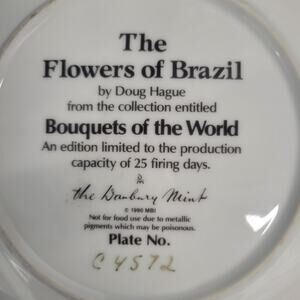 The
Flowers of Brazil
by Doug Hague
from the collection entitled
Bouquets of the World
An edition limited to the production
capacity of 25 firing days.
the Danbury Mint
© 1990 MBI
Not for food use due to metallic
pigments which may be poisonous.
Plate No.
C4572